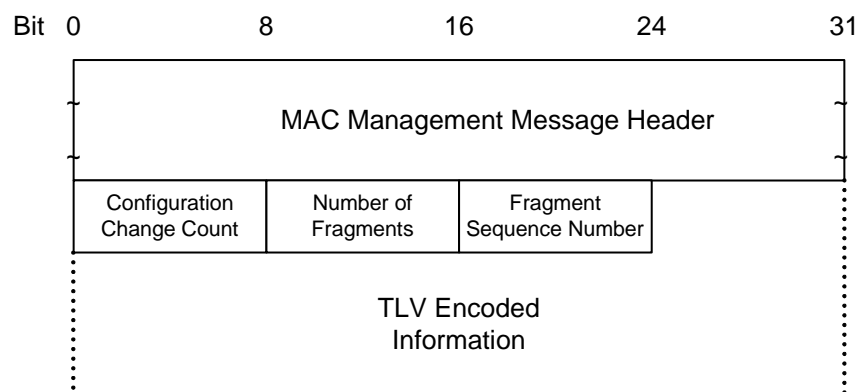 Bit 0 8 16 24 31
MAC Management Message Header
Configuration
Change Count
Number of
Fragments
Fragment
Sequence Number
TLV Encoded
Information